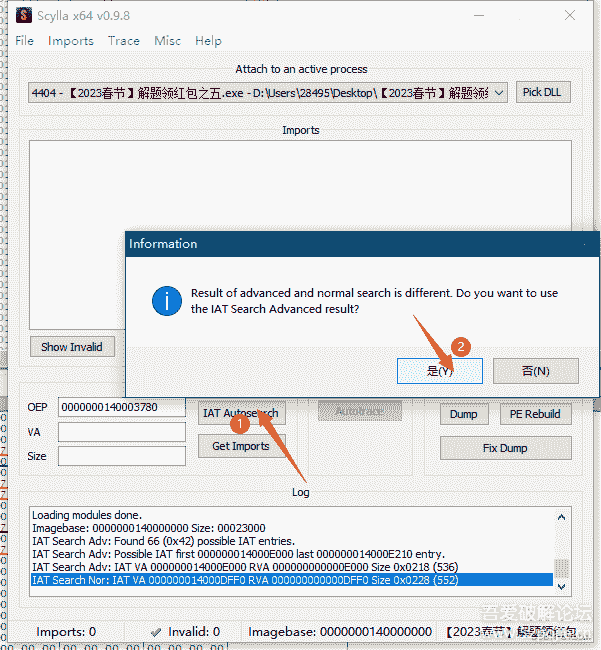 Scylla x64 v0.9.8
File Imports Trace Misc Help
Attach to an active process
4404 - 【2023春节】解题领红包之五.exe - D:\Users\28495\Desktop\【2023春节】解题领红
Pick DLL
Imports
Information
Result of advanced and normal search is different. Do you want to use
the IAT Search Advanced result?
是(Y)
2
否(N)
Show Invalid
OEP 0000000140003780
IAT Autosearch
Autotrace
Dump
PE Rebuild
VA
1
Size
Get Imports
Fix Dump
Log
Loading modules done.
Imagebase: 0000000140000000 Size: 00023000
IAT Search Adv: Found 66 (0x42) possible IAT entries.
IAT Search Adv: Possible IAT first 000000014000E000 last 000000014000E210 entry.
IAT Search Adv: IAT VA 000000014000E000 RVA 000000000000E000 Size 0x0218 (536)
IAT Search Nor: IAT VA 000000014000DFF0 RVA 000000000000DFF0 Size 0x0228 (552)
吾爱破解论坛
Imports: 0
Invalid: 0
Imagebase: 0000000140000000
【2023春节】解题领红包